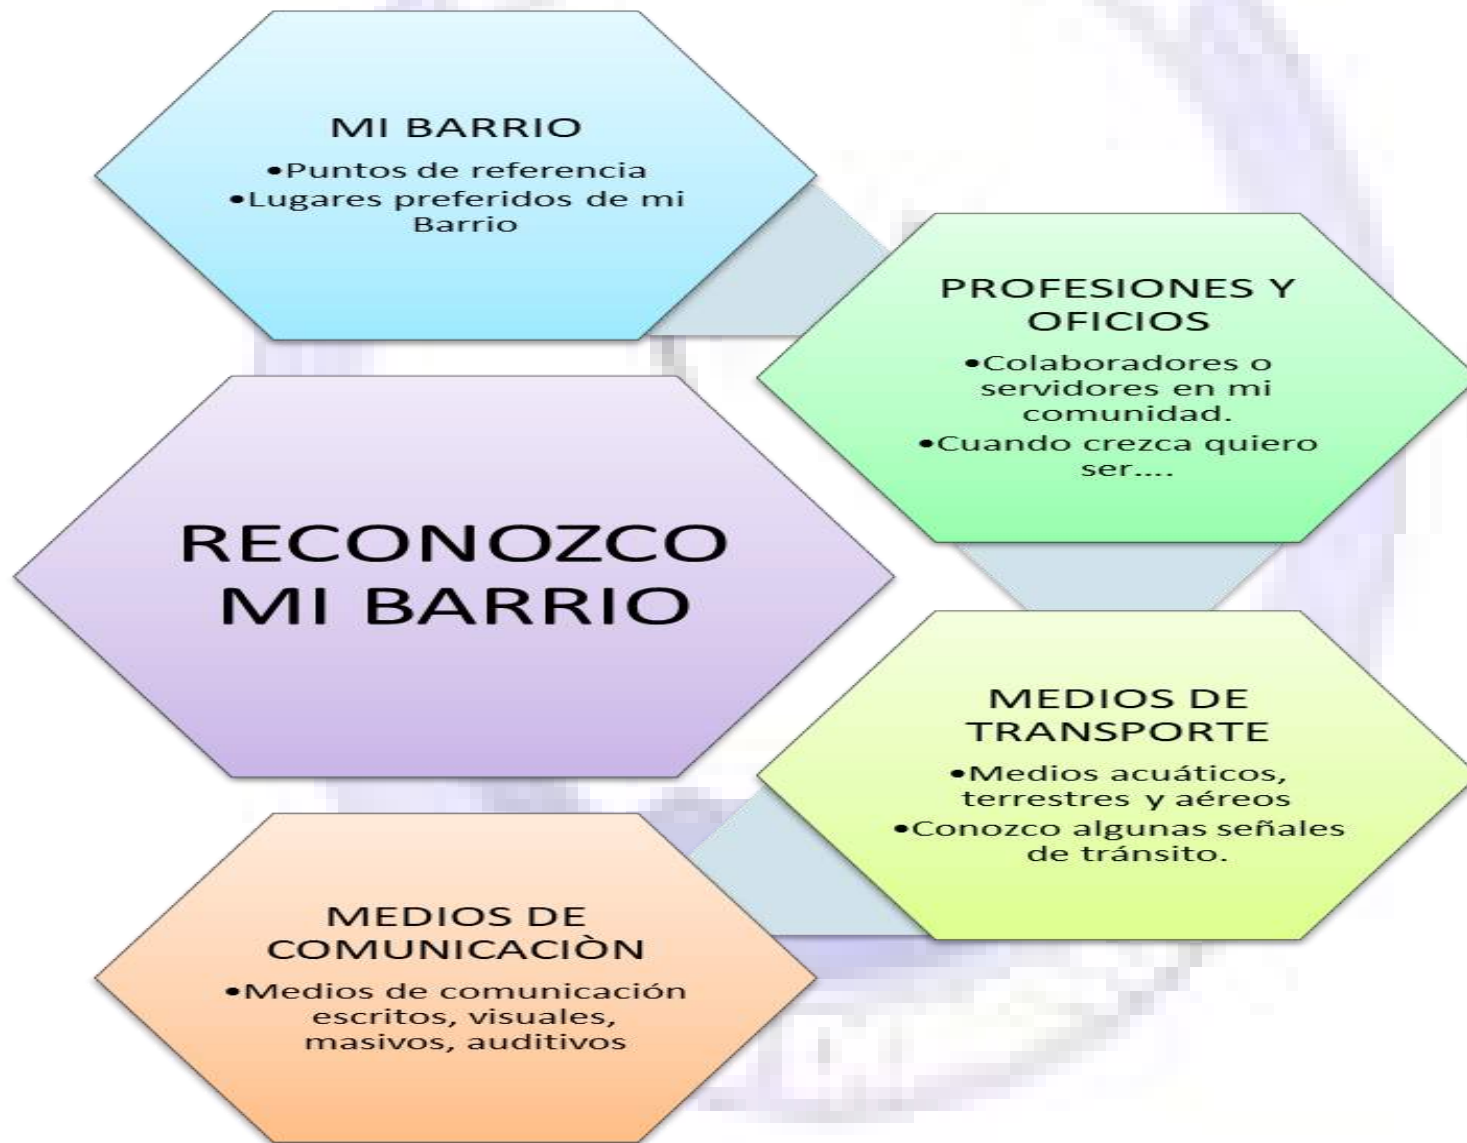 MI BARRIO
•Puntos de referencia
•Lugares preferidos de mi
Barrio
PROFESIONES Y
OFICIOS
•Colaboradores o
servidores en mi
comunidad.
•Cuando crezca quiero
ser....
RECONOZCO
MI BARRIO
MEDIOS DE
TRANSPORTE
•Medios acuáticos,
terrestres y aéreos
•Conozco algunas señales
de tránsito.
MEDIOS DE
COMUNICACIÒN
•Medios de comunicación
escritos, visuales,
masivos, auditivos